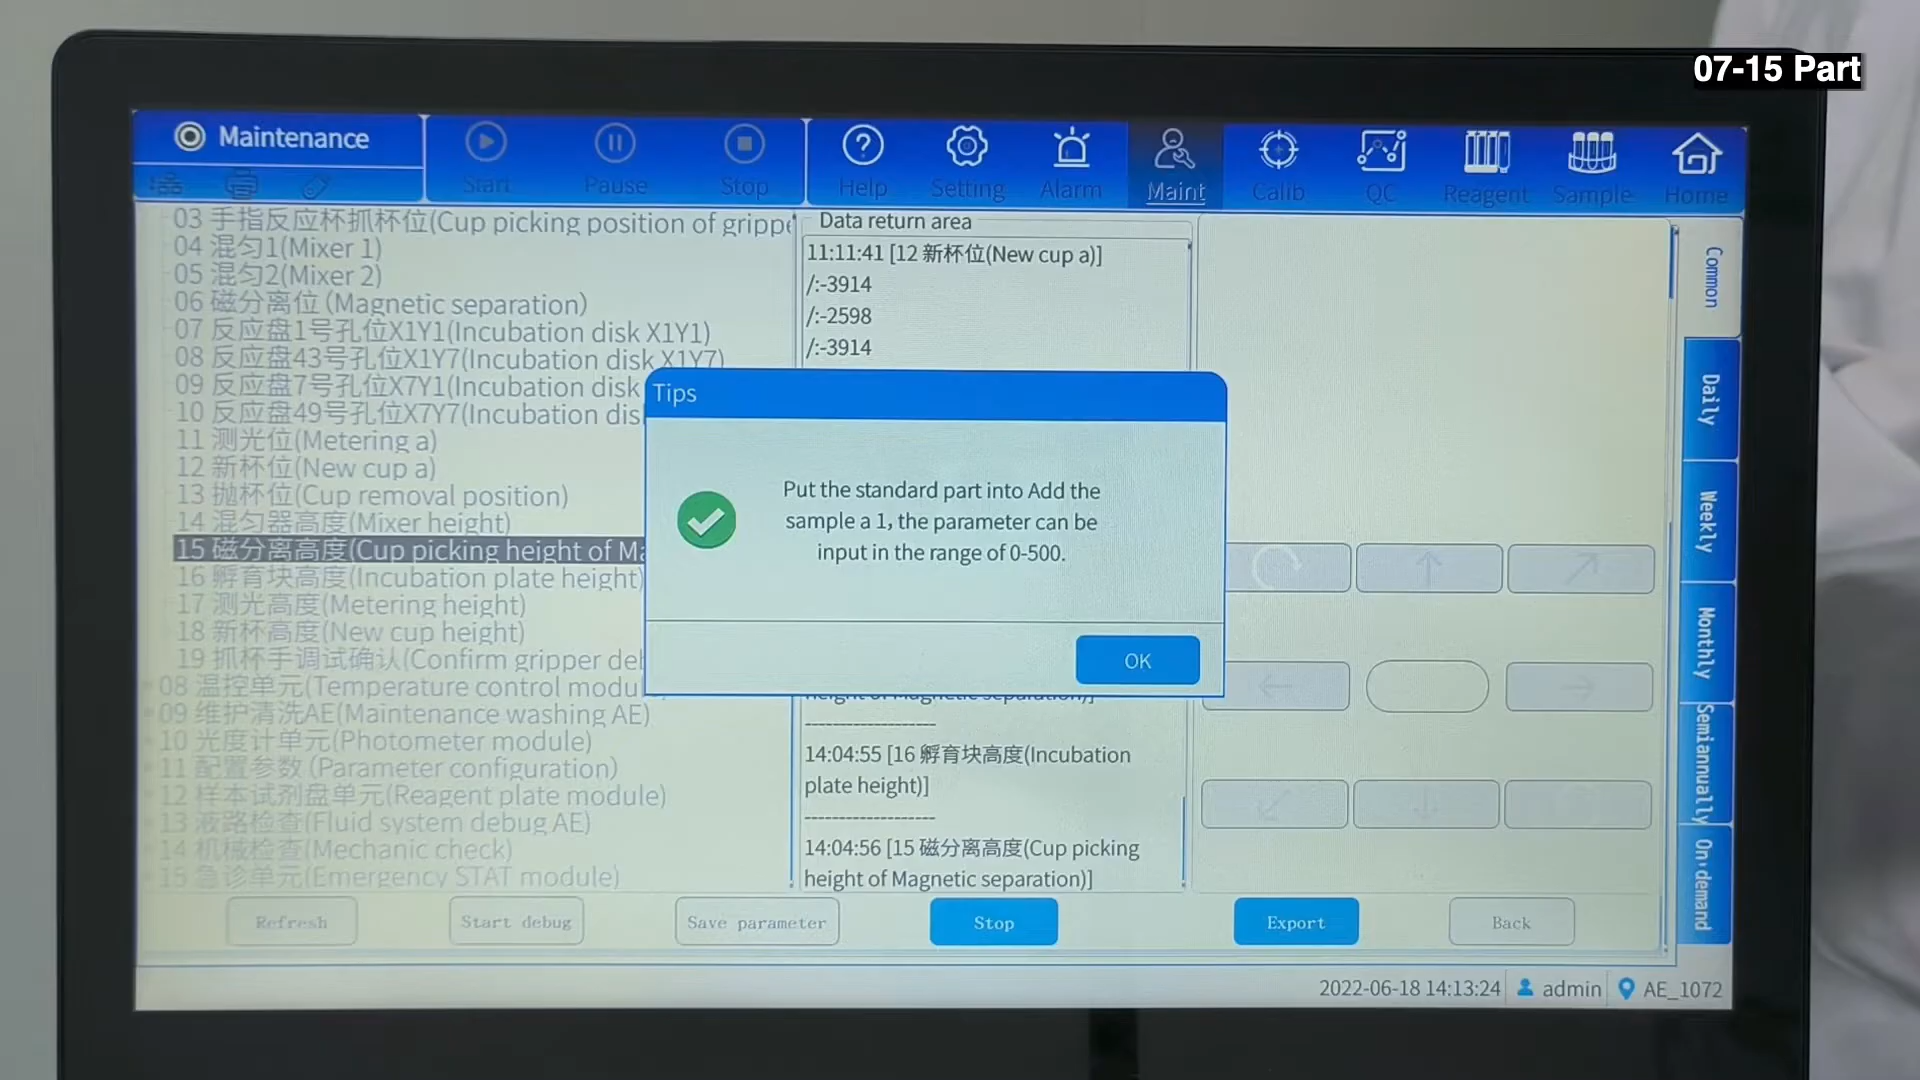 07-15 Part
Maintenance
Start
Pause
Stop
Help
Setting
Alarm
Maint
Calib
QC
Reagent
Sample
Home
03 手指反应杯抓杯位(Cup picking position of grippe
04 混匀1(Mixer 1)
05 混匀2(Mixer 2)
06 磁分离位(Magnetic separation)
07 反应盘1号孔位X1Y1(Incubation disk X1Y1)
08 反应盘43号孔位X1Y7(Incubation disk X1Y7)
09 反应盘7号孔位X7Y1(Incubation disk
10 反应盘49号孔位X7Y7(Incubation dis
11 测光位(Metering a)
12 新杯位(New cup a)
13 抛杯位(Cup removal position)
14 混匀器高度(Mixer height)
15 磁分离高度(Cup picking height of Ma
16 孵育块高度(Incubation plate height)
17 测光高度(Metering height)
18 新杯高度(New cup height)
19 抓杯手调试确认(Confirm gripper del
08 温控单元(Temperature control modul
09 维护清洗AE(Maintenance washing AE)
10 光度计单元(Photometer module)
11 配置参数(Parameter configuration)
12 样本试剂盘单元(Reagent plate module)
13 液路检查(Fluid system debug AE)
14 机械检查(Mechanic check)
15 急诊单元(Emergency STAT module)
Data return area
11:11:41 [12 新杯位(New cup a)]
/:-3914
/:-2598
/:-3914
Tips
Put the standard part into Add the
sample a 1, the parameter can be
input in the range of 0-500.
OK
height of Magnetic separation)]
-------------------
14:04:55 [16 孵育块高度(Incubation
plate height)]
-------------------
14:04:56 [15 磁分离高度(Cup picking
height of Magnetic separation)]
Common
Daily
Weekly
Monthly
Semiannually
On-demand
Refresh
Start debug
Save parameter
Stop
Export
Back
2022-06-18 14:13:24
admin
AE_1072